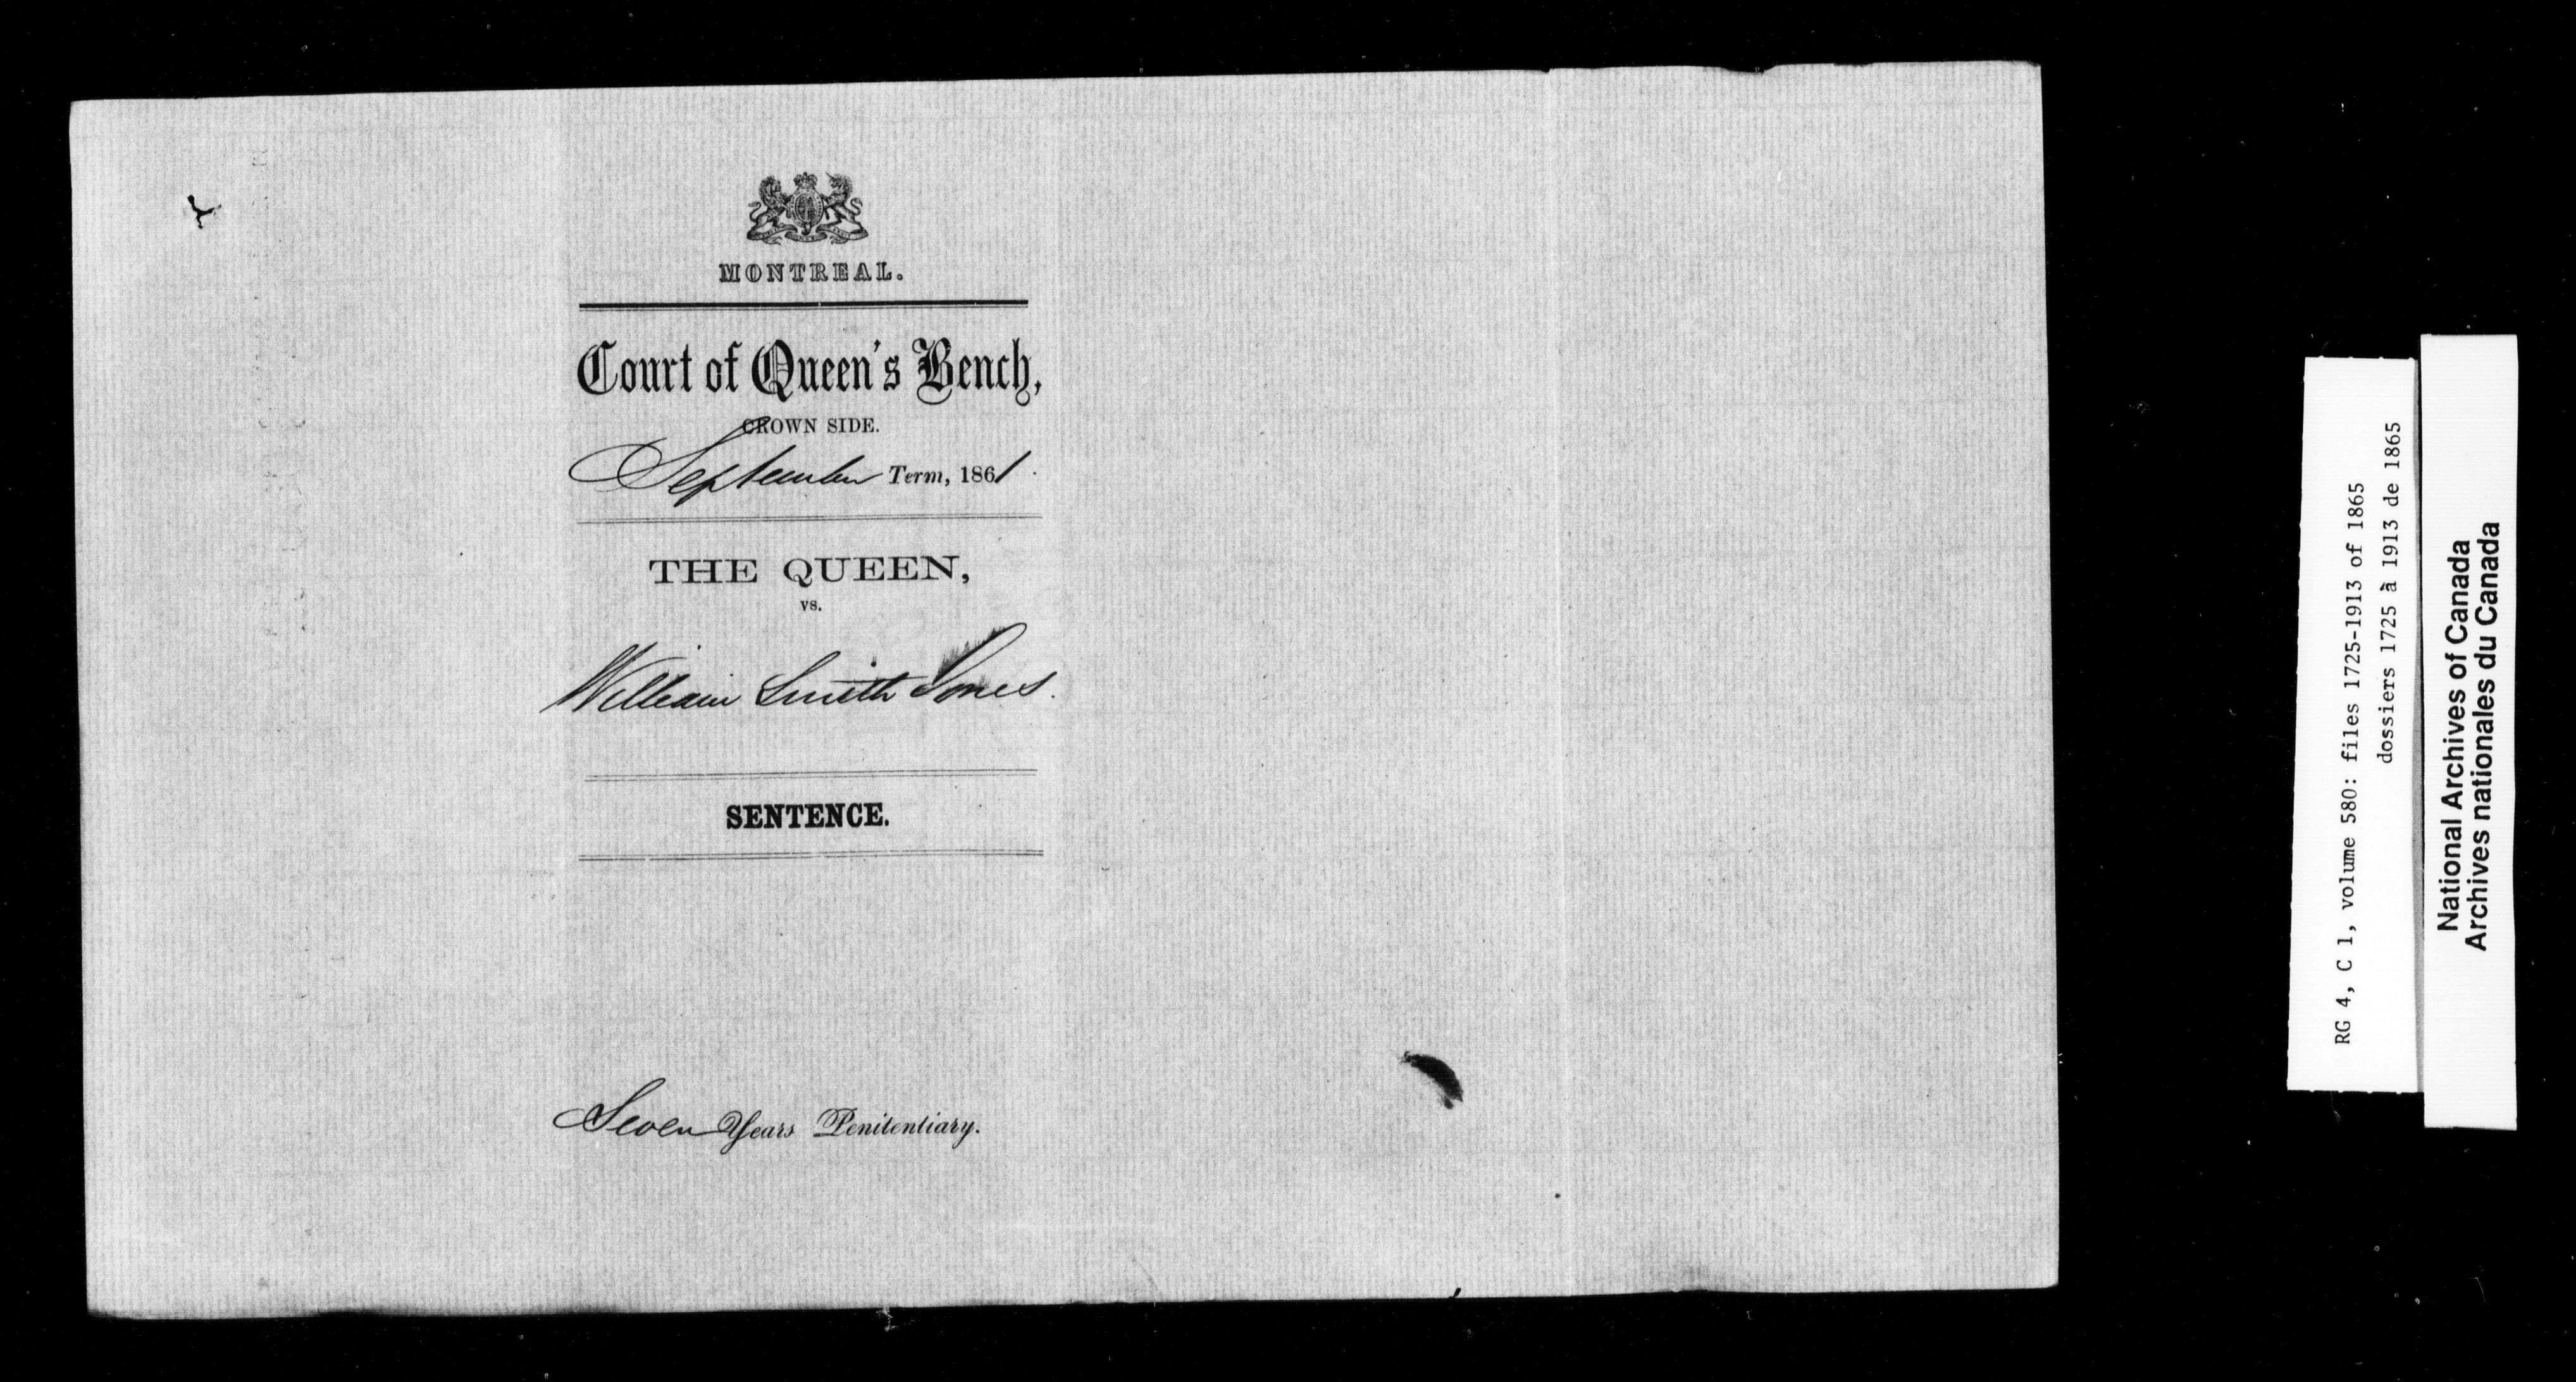 MONTREAL.
Court of Queen's Bench,
CROWN SIDE.
September Term, 1861.
THE QUEEN,
vs.
William Smith Jones.
SENTENCE.
Seven Years Penitentiary.
RG 4, C 1, volume 580: files 1725-1913 of 1865
dossiers 1725 à 1913 de 1865
National Archives of Canada
Archives nationales du Canada